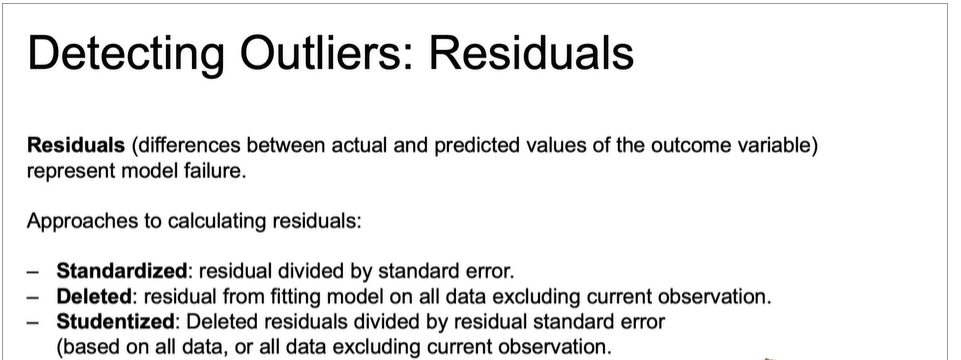 Detecting Outliers: Residuals
Residuals (differences between actual and predicted values of the outcome variable)
represent model failure.
Approaches to calculating residuals:
– Standardized: residual divided by standard error.
– Deleted: residual from fitting model on all data excluding current observation.
– Studentized: Deleted residuals divided by residual standard error
(based on all data, or all data excluding current observation.